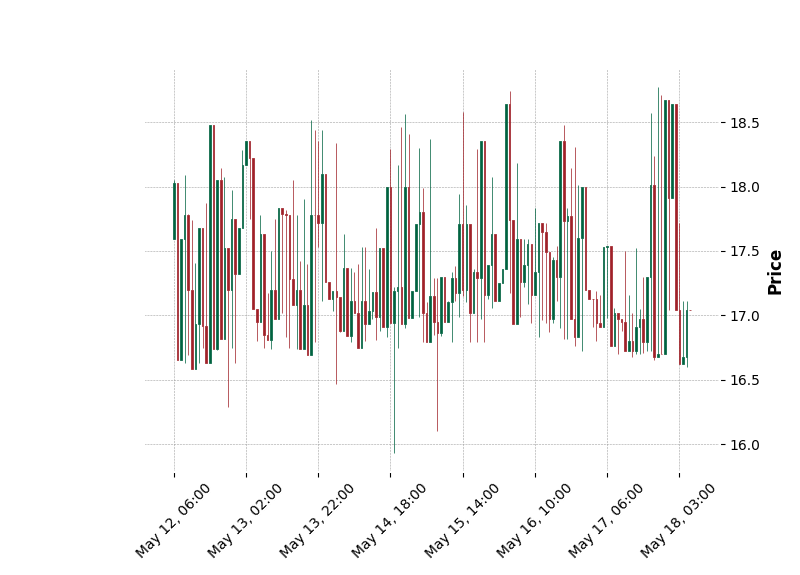 18.5
18.0
17.5
17.0
16.5
16.0
Price
May 12, 06:00
May 13, 02:00
May 13, 22:00
May 14, 18:00
May 15, 14:00
May 16, 10:00
May 17, 06:00
May 18, 03:00